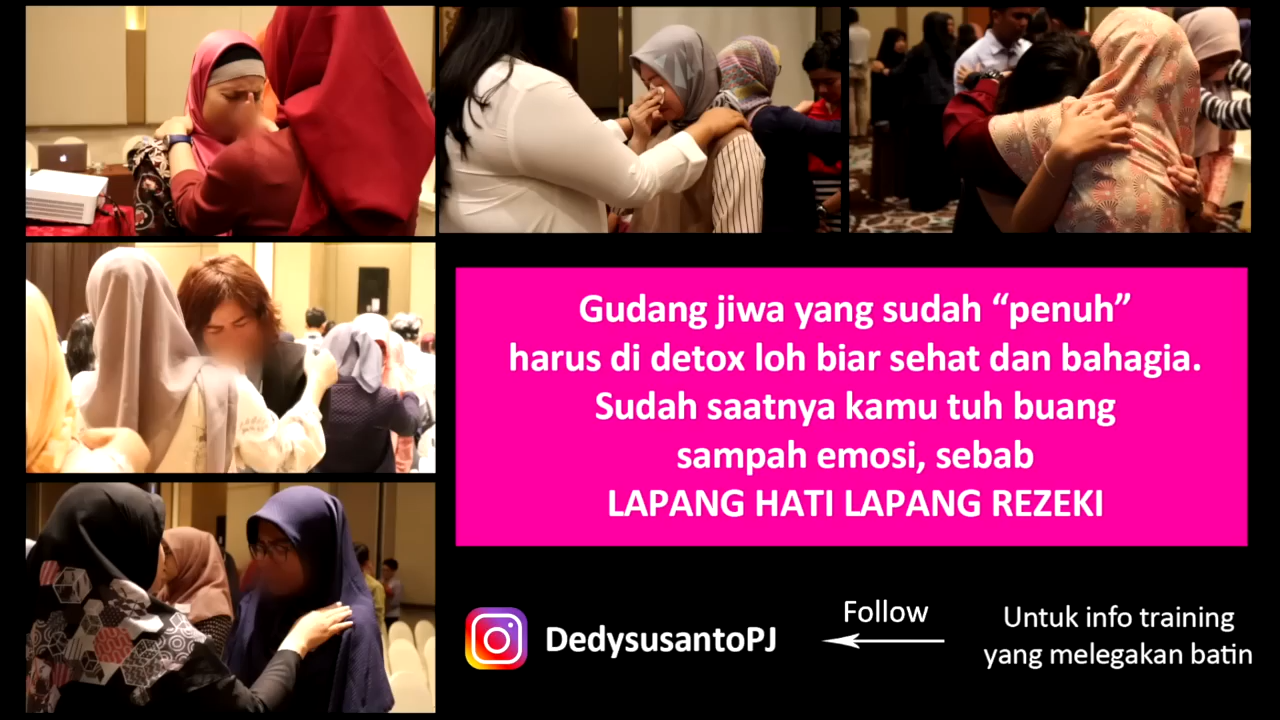 Gudang jiwa yang sudah “penuh”
harus di detox loh biar sehat dan bahagia.
Sudah saatnya kamu tuh buang
sampah emosi, sebab
LAPANG HATI LAPANG REZEKI
DedysusantoPJ
Follow
Untuk info training
yang melegakan batin